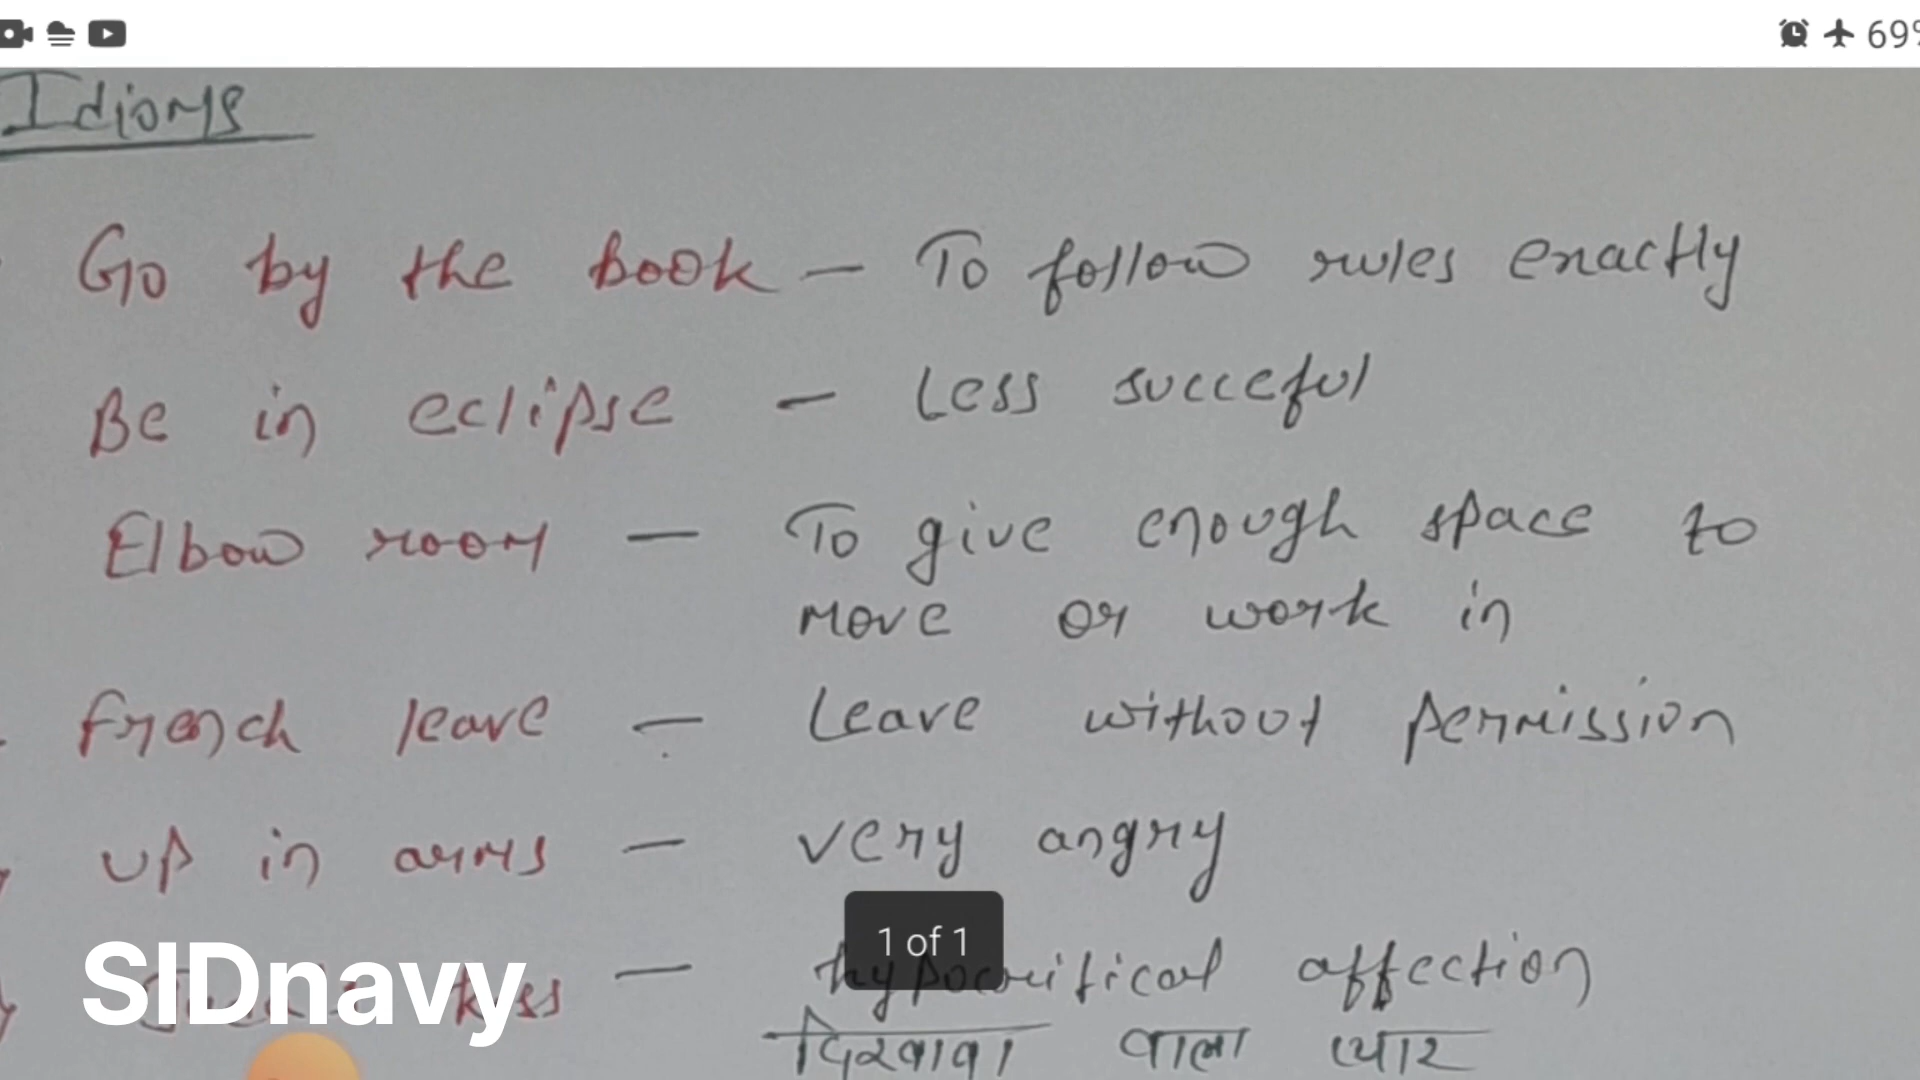 69%
Idioms
Go by the book — To follow rules exactly
Be in eclipse — Less succeful
Elbow room — To give enough space to
move or work in
French leave — Leave without permission
up in arms — very angry
1 of 1
kiss — hypocritical affection
SIDnavy
दिखावा वाला प्यार